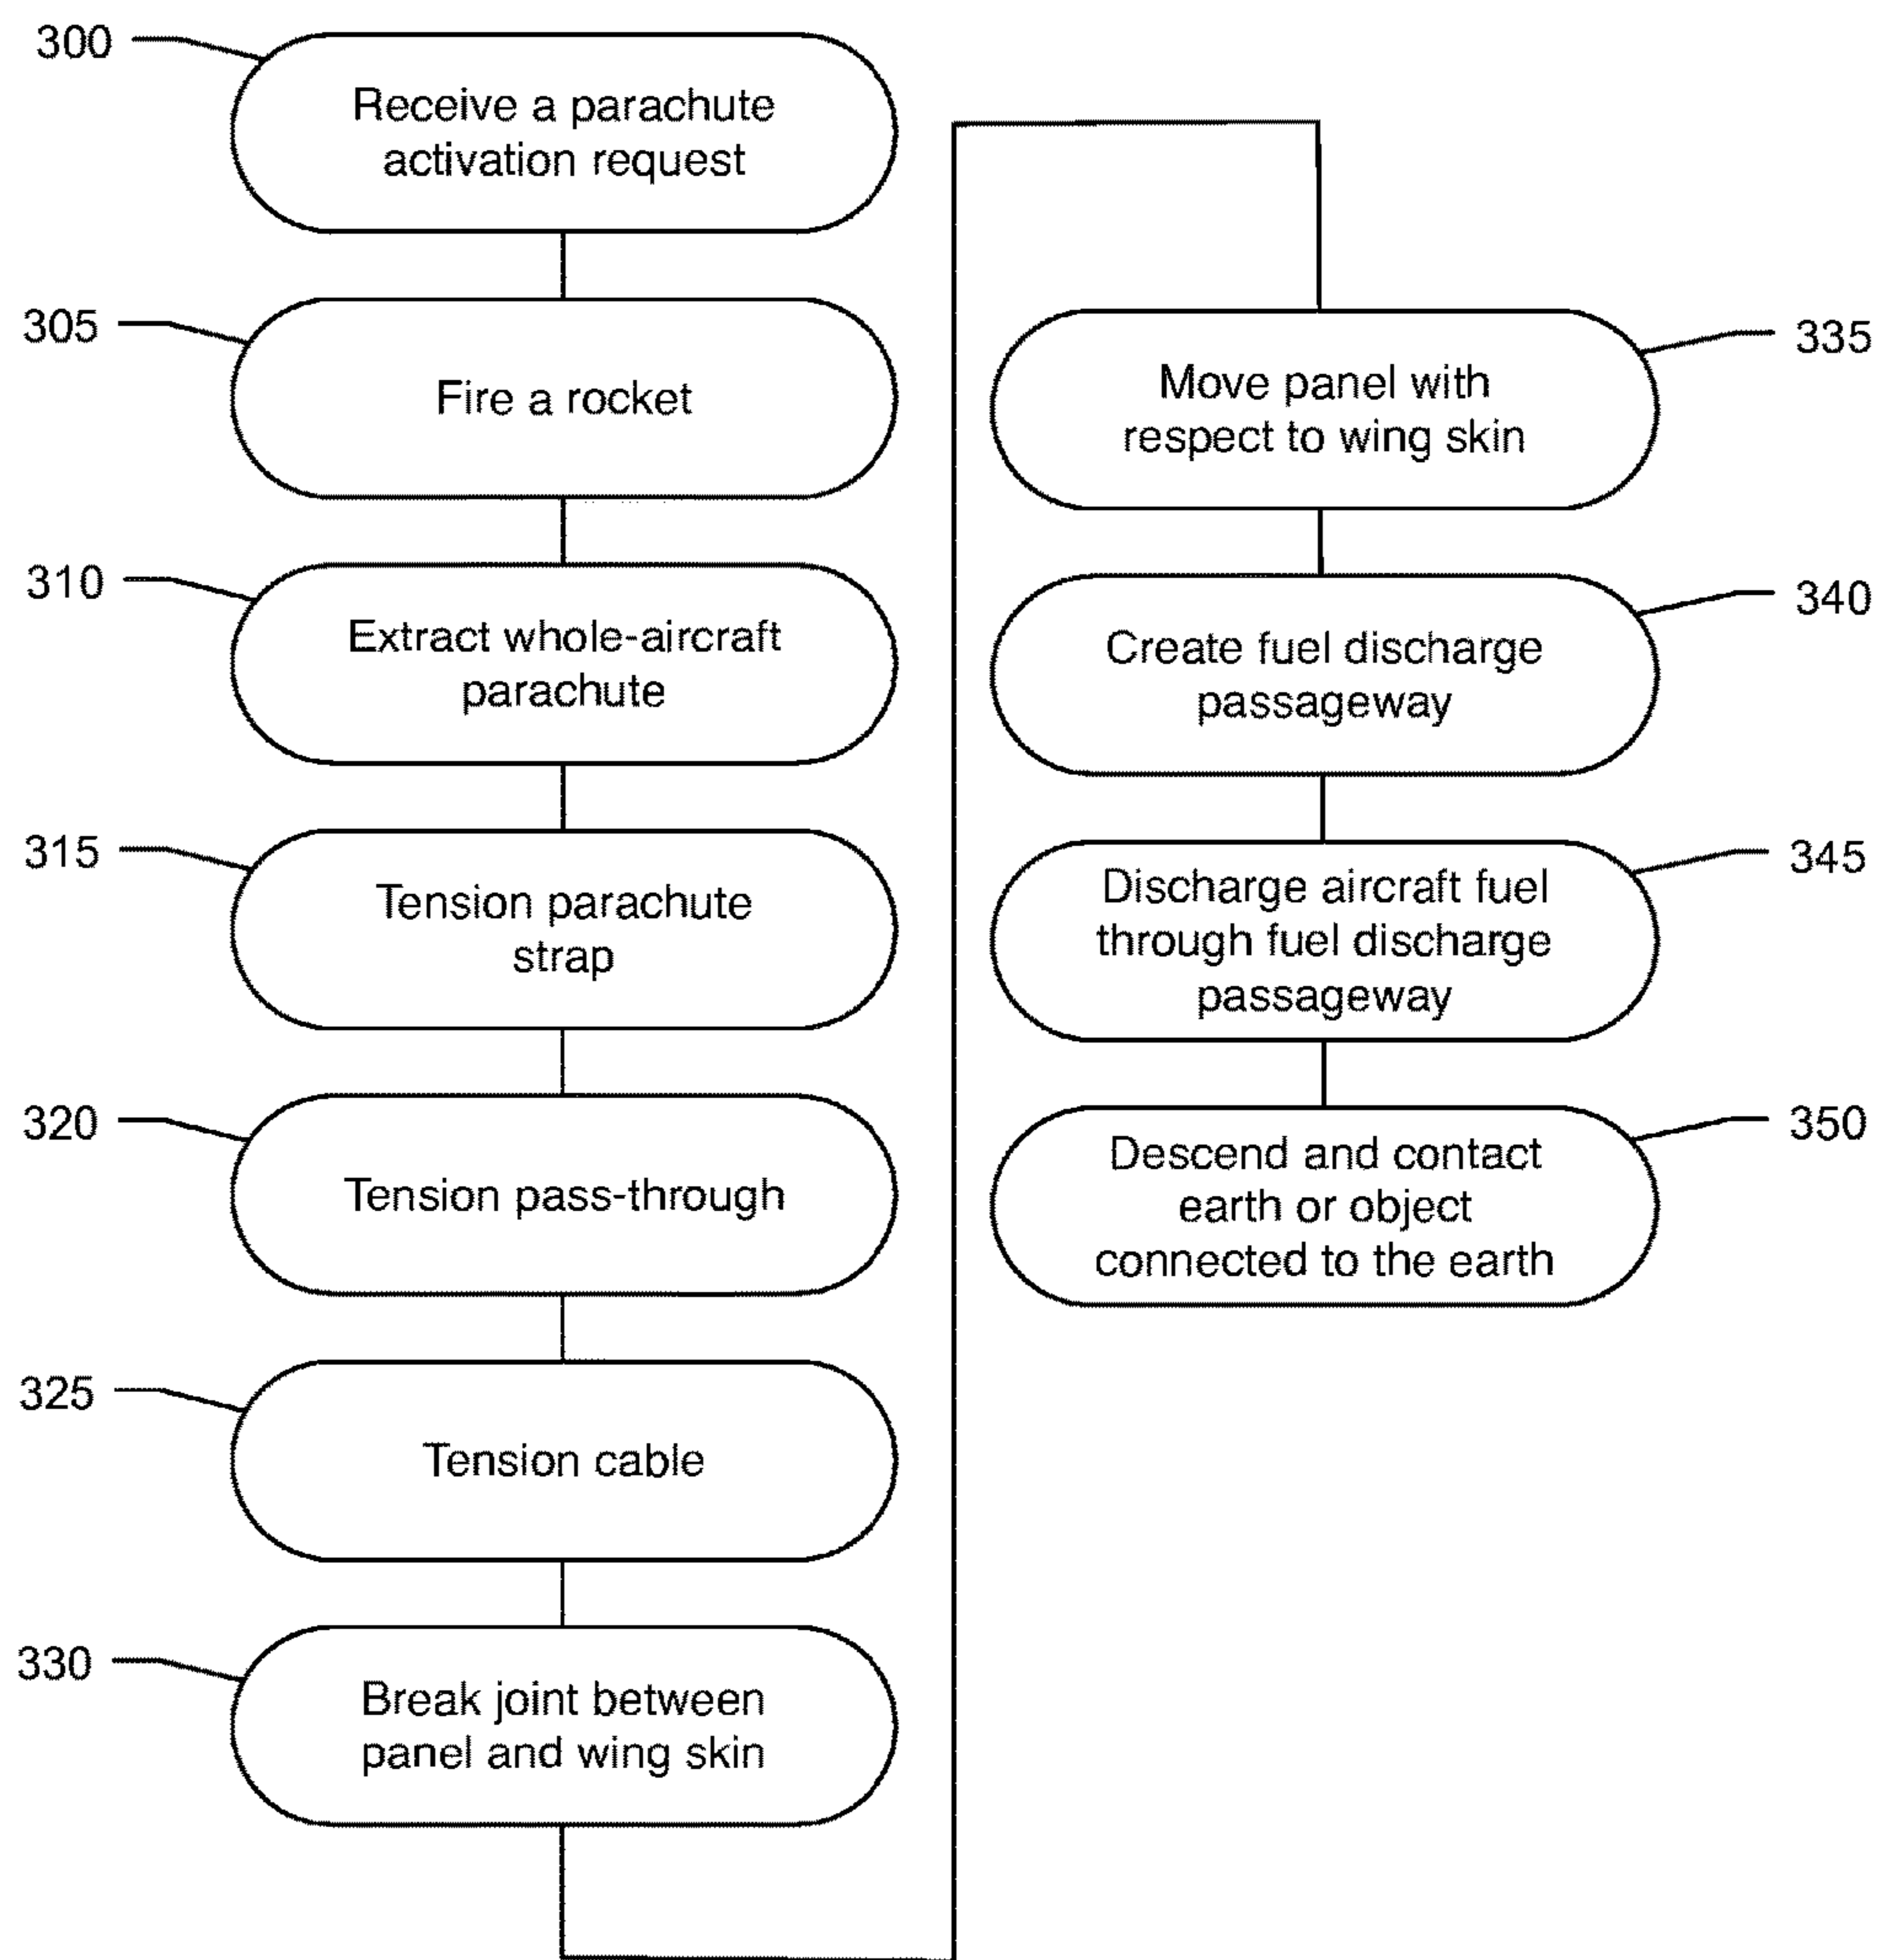 300
Receive a parachute
activation request
305
Fire a rocket
310
Extract whole-aircraft
parachute
315
Tension parachute
strap
320
Tension pass-through
325
Tension cable
330
Break joint between
panel and wing skin
335
Move panel with
respect to wing skin
340
Create fuel discharge
passageway
345
Discharge aircraft fuel
through fuel discharge
passageway
350
Descend and contact
earth or object
connected to the earth